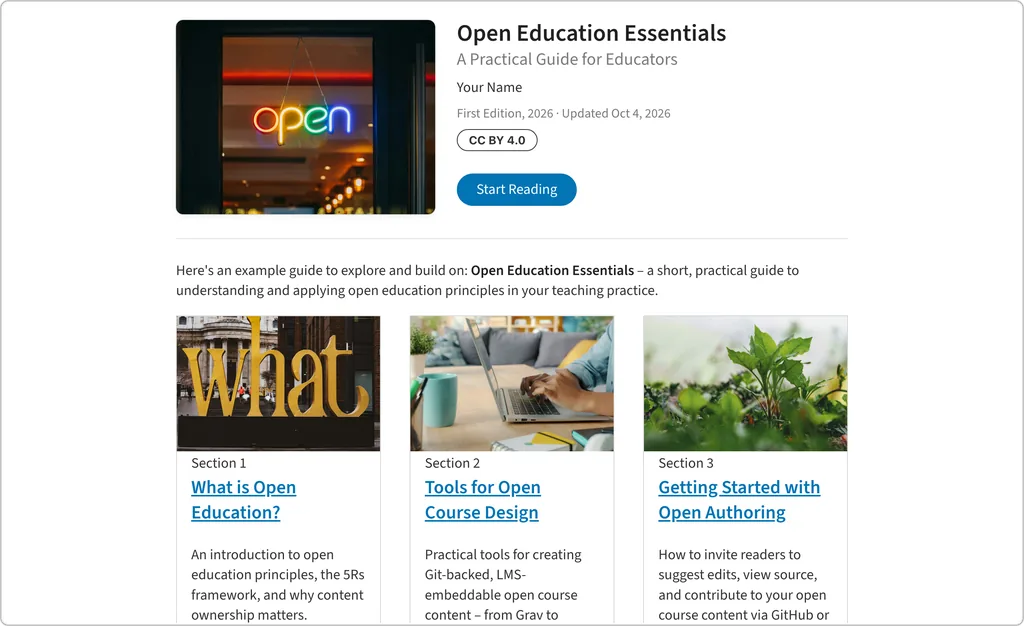 open
Open Education Essentials
A Practical Guide for Educators
Your Name
First Edition, 2026 · Updated Oct 4, 2026
CC BY 4.0
Start Reading
Here's an example guide to explore and build on: Open Education Essentials – a short, practical guide to
understanding and applying open education principles in your teaching practice.
what
Section 1
What is Open
Education?
An introduction to open
education principles, the 5Rs
framework, and why content
ownership matters.
Section 2
Tools for Open
Course Design
Practical tools for creating
Git-backed, LMS-
embeddable open course
content – from Grav to
Section 3
Getting Started with
Open Authoring
How to invite readers to
suggest edits, view source,
and contribute to your open
course content via GitHub or